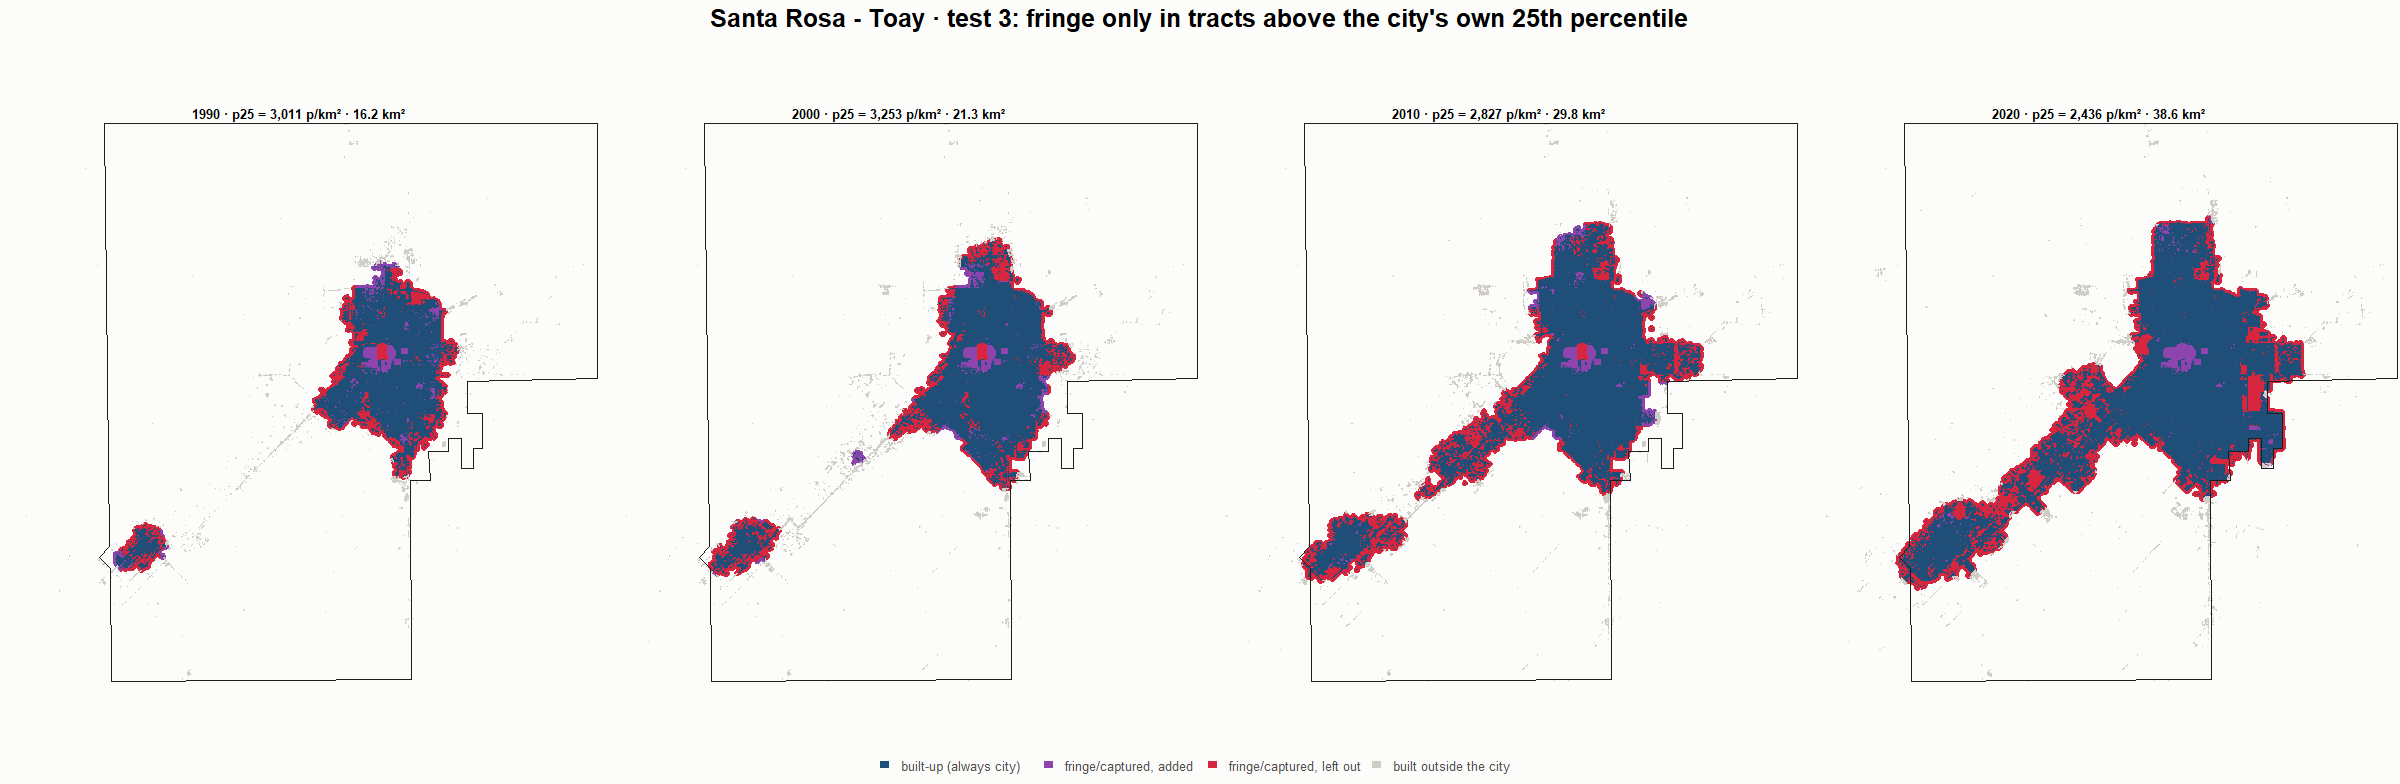 Santa Rosa - Toay · test 3: fringe only in tracts above the city's own 25th percentile
1990 · p25 = 3,011 p/km² · 16.2 km²
2000 · p25 = 3,253 p/km² · 21.3 km²
2010 · p25 = 2,827 p/km² · 29.8 km²
2020 · p25 = 2,436 p/km² · 38.6 km²
built-up (always city)
fringe/captured, added
fringe/captured, left out
built outside the city